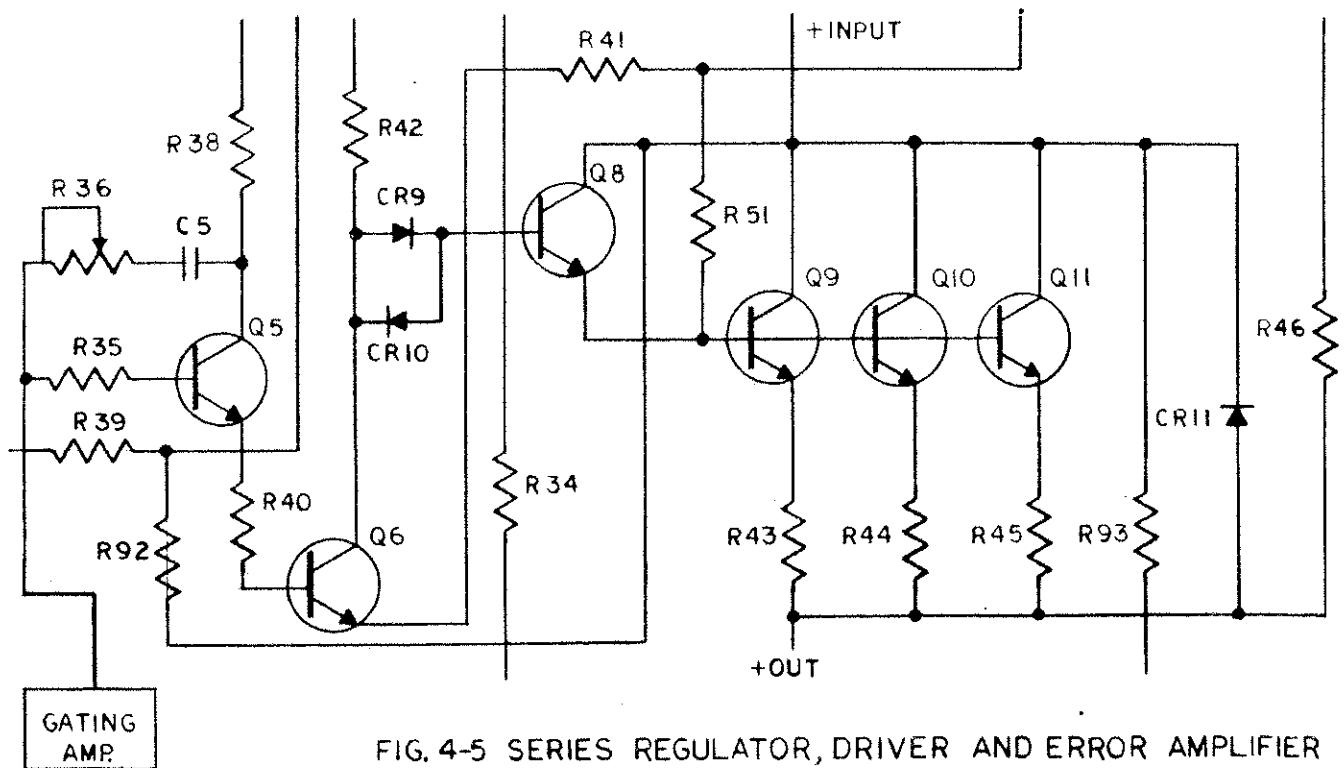 R41
+INPUT
R38
R42
Q8
R36
CR9
C5
R51
Q9
Q10
Q11
Q5
R46
R35
CR10
R39
CR11
R40
R34
R92
Q6
R43
R44
R45
R93
+OUT
GATING
AMP.
FIG. 4-5 SERIES REGULATOR, DRIVER AND ERROR AMPLIFIER